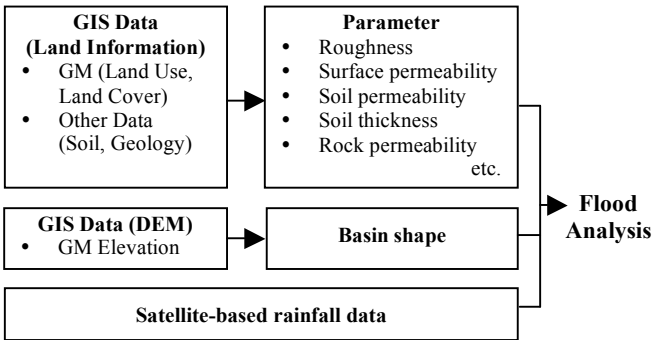 GIS Data
(Land Information)
• GM (Land Use,
Land Cover)
• Other Data
(Soil, Geology)
Parameter
• Roughness
• Surface permeability
• Soil permeability
• Soil thickness
• Rock permeability
etc.
GIS Data (DEM)
• GM Elevation
Basin shape
Satellite-based rainfall data
Flood
Analysis